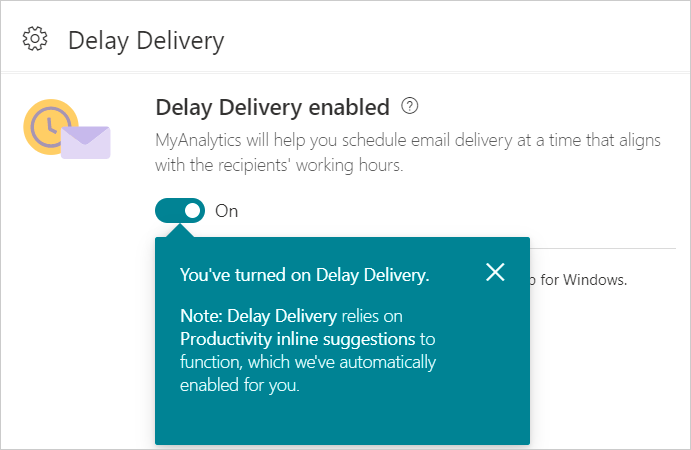 Delay Delivery
Delay Delivery enabled
MyAnalytics will help you schedule email delivery at a time that aligns
with the recipients' working hours.
On
You've turned on Delay Delivery.
for Windows.
Note: Delay Delivery relies on
Productivity inline suggestions to
function, which we've automatically
enabled for you.